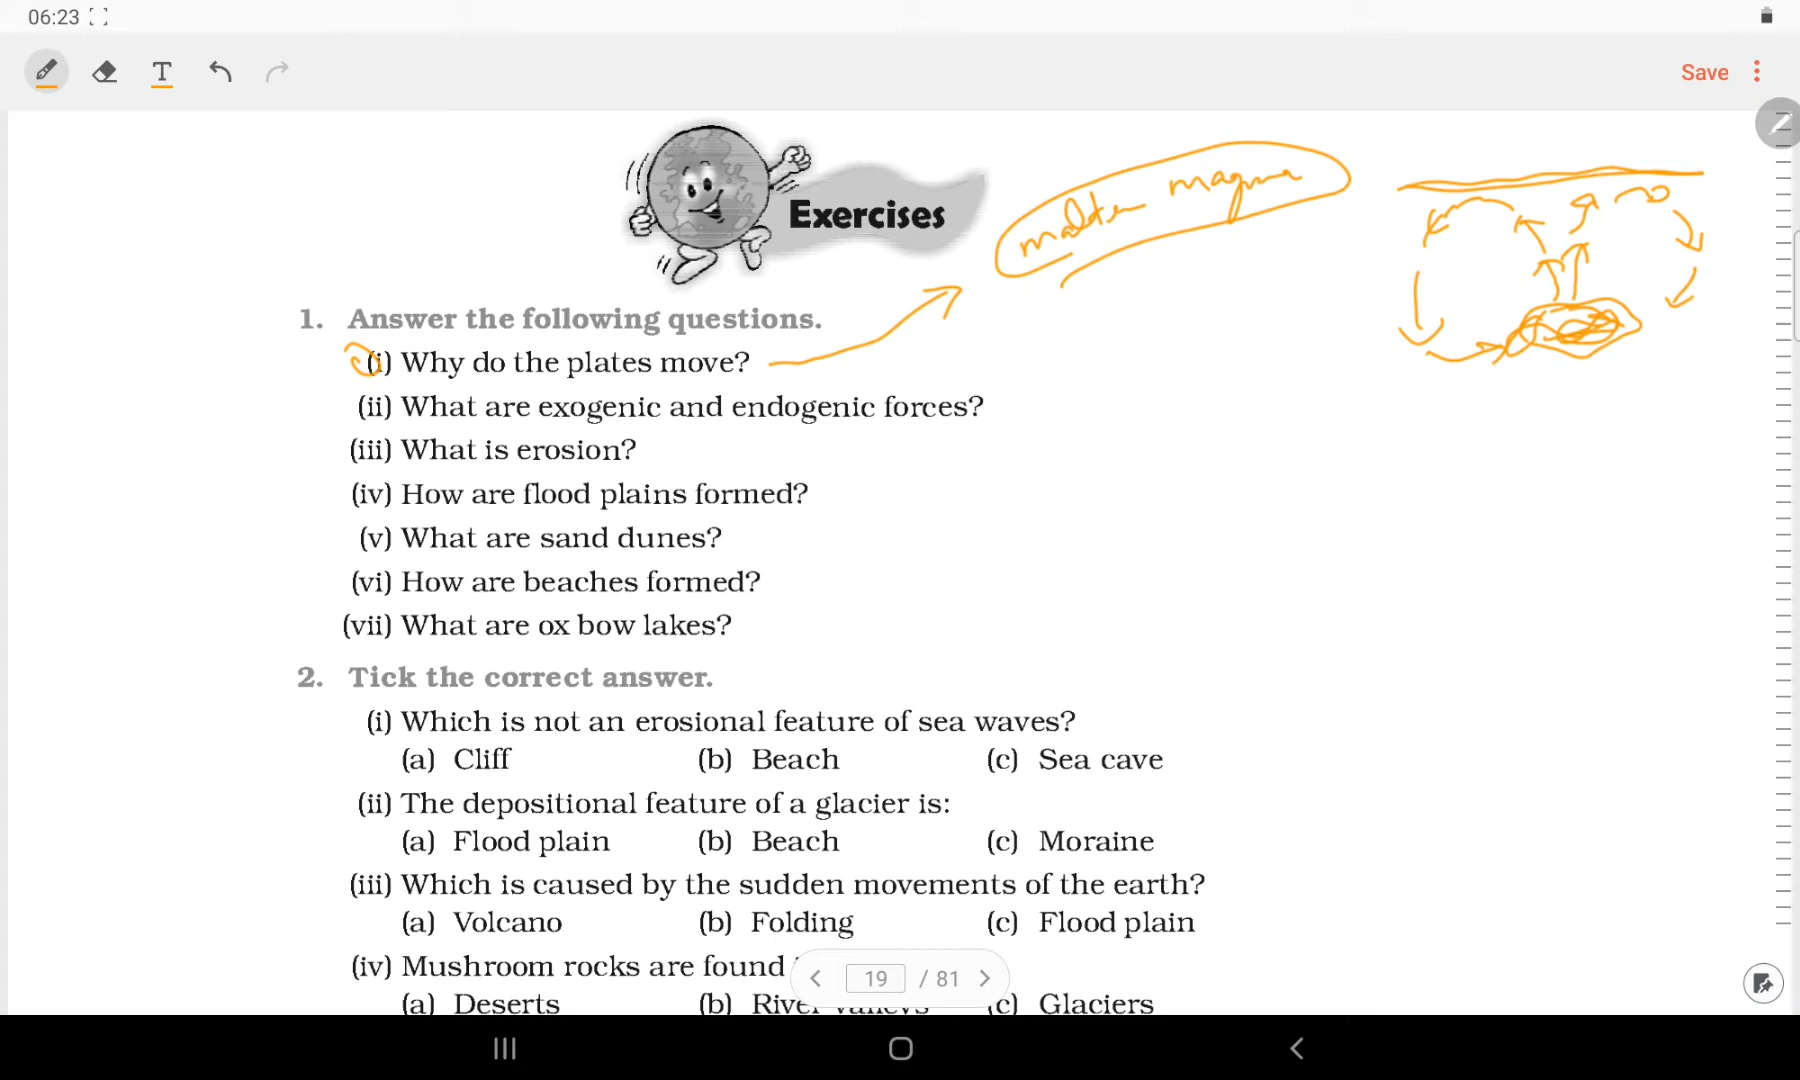 06:23
T
Save
Exercises
molten magma
1. Answer the following questions.
(i) Why do the plates move?
(ii) What are exogenic and endogenic forces?
(iii) What is erosion?
(iv) How are flood plains formed?
(v) What are sand dunes?
(vi) How are beaches formed?
(vii) What are ox bow lakes?
2. Tick the correct answer.
(i) Which is not an erosional feature of sea waves?
(a) Cliff (b) Beach (c) Sea cave
(ii) The depositional feature of a glacier is:
(a) Flood plain (b) Beach (c) Moraine
(iii) Which is caused by the sudden movements of the earth?
(a) Volcano (b) Folding (c) Flood plain
(iv) Mushroom rocks are found
19 / 81
(a) Deserts (b) River valleys (c) Glaciers